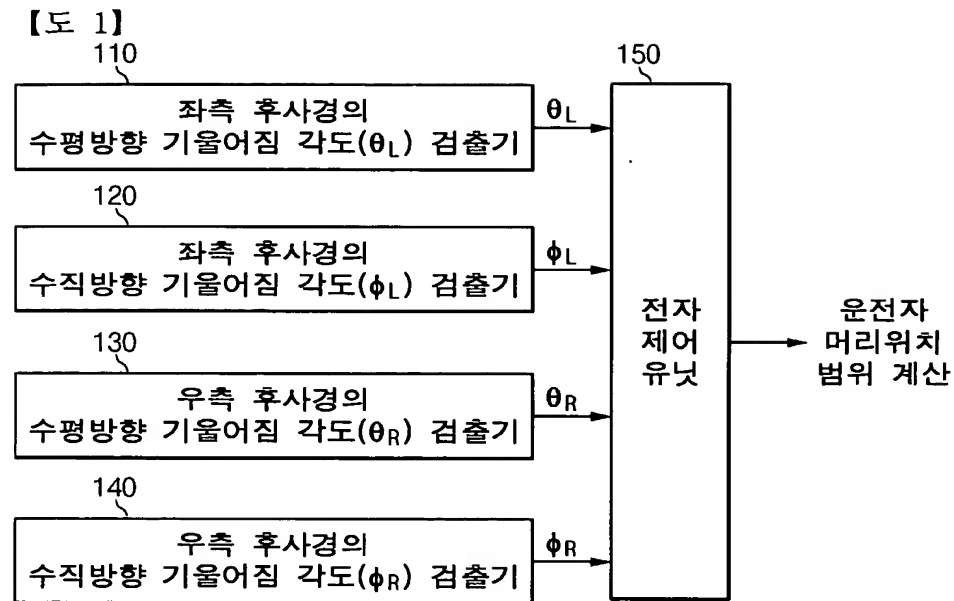 【도 1】
110
좌측 후사경의
수평방향 기울어짐 각도(θL) 검출기
θL
120
좌측 후사경의
수직방향 기울어짐 각도(ϕL) 검출기
ϕL
130
우측 후사경의
수평방향 기울어짐 각도(θR) 검출기
θR
140
우측 후사경의
수직방향 기울어짐 각도(ϕR) 검출기
ϕR
150
전자
제어
유닛
운전자
머리위치
범위 계산